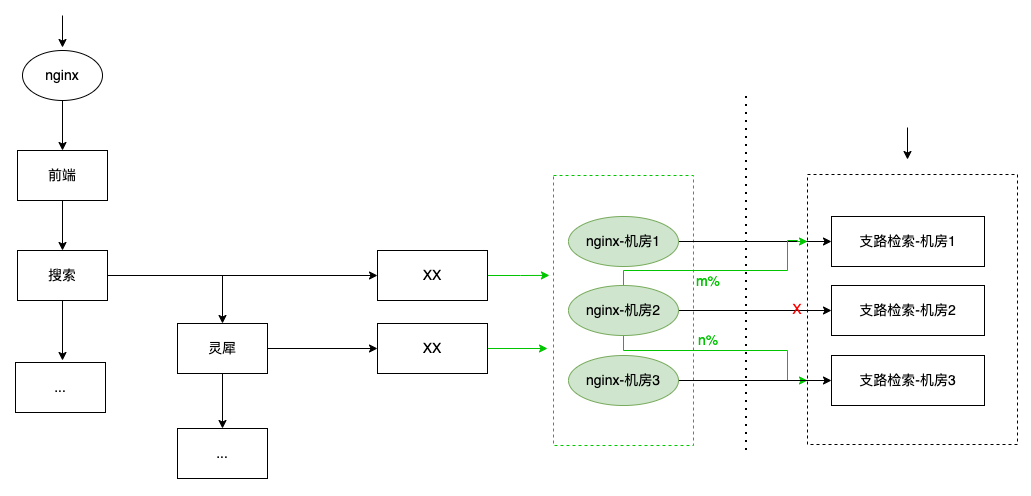 nginx
前端
搜索
XX
灵犀
XX
...
...
nginx-机房1
m%
nginx-机房2
X
n%
nginx-机房3
支路检索-机房1
支路检索-机房2
支路检索-机房3